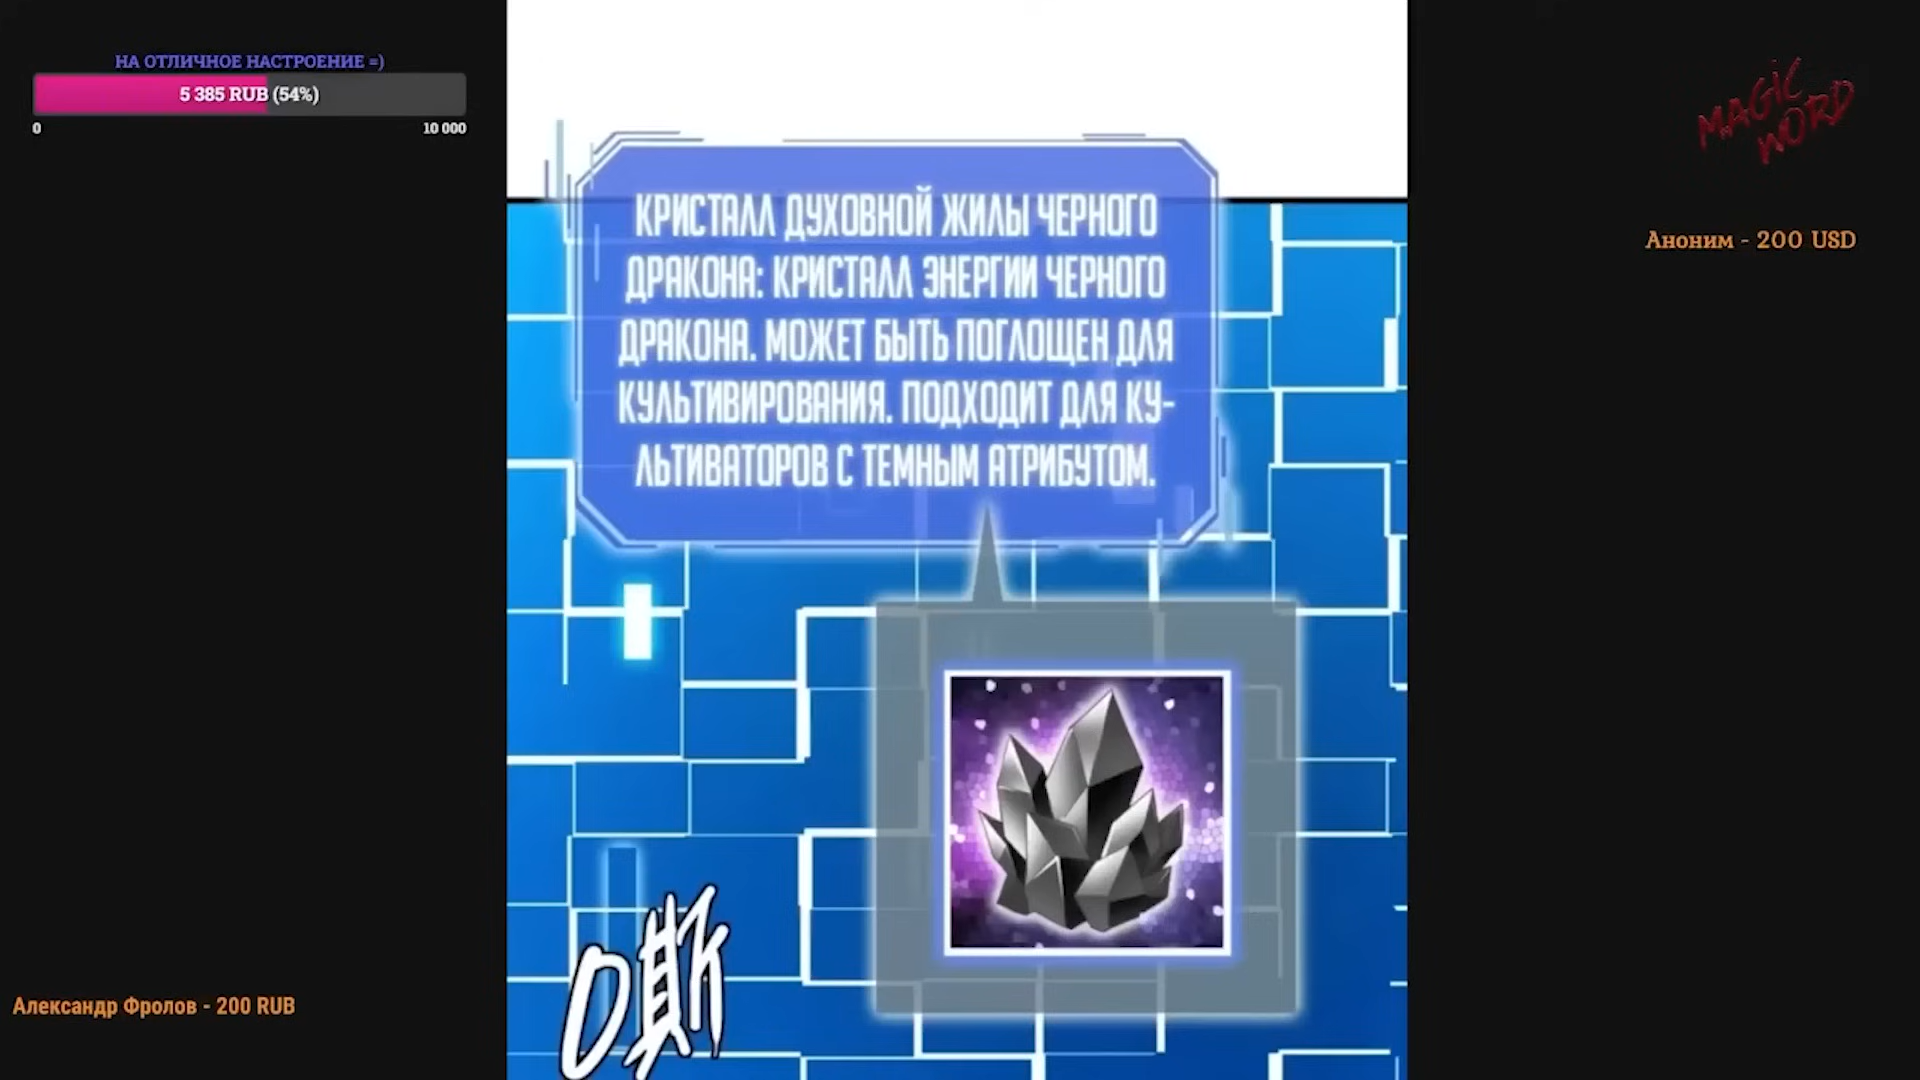 НА ОТЛИЧНОЕ НАСТРОЕНИЕ =)
5 385 RUB (54%)
0
10 000
MAGIC
WORD
Аноним - 200 USD
КРИСТАЛЛ ДУХОВНОЙ ЖИЛЫ ЧЕРНОГО
ДРАКОНА: КРИСТАЛЛ ЭНЕРГИИ ЧЕРНОГО
ДРАКОНА. МОЖЕТ БЫТЬ ПОГЛОЩЕН ДЛЯ
КУЛЬТИВИРОВАНИЯ. ПОДХОДИТ ДЛЯ КУ-
ЛЬТИВАТОРОВ С ТЕМНЫМ АТРИБУТОМ.
Александр Фролов - 200 RUB